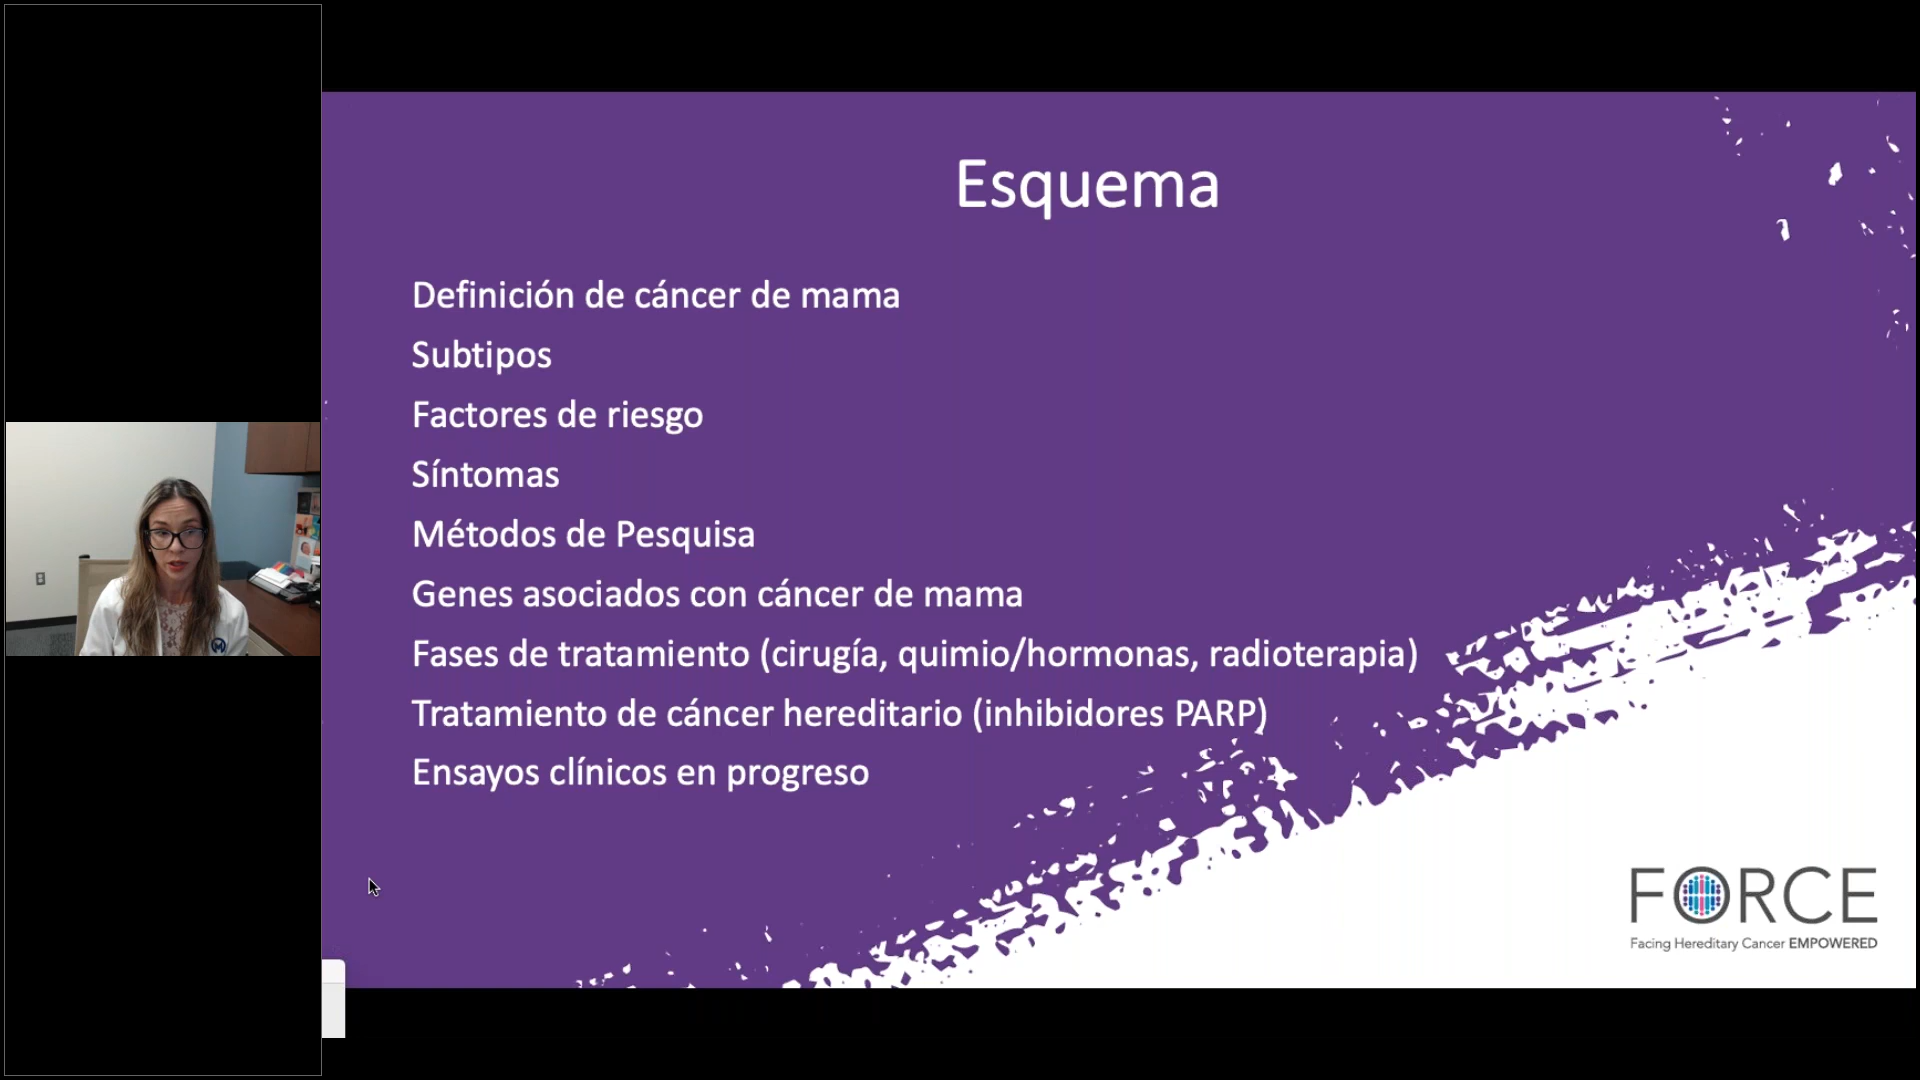 Esquema
Definición de cáncer de mama
Subtipos
Factores de riesgo
Síntomas
Métodos de Pesquisa
Genes asociados con cáncer de mama
Fases de tratamiento (cirugía, quimio/hormonas, radioterapia)
Tratamiento de cáncer hereditario (inhibidores PARP)
Ensayos clínicos en progreso
FORCE
Facing Hereditary Cancer EMPOWERED